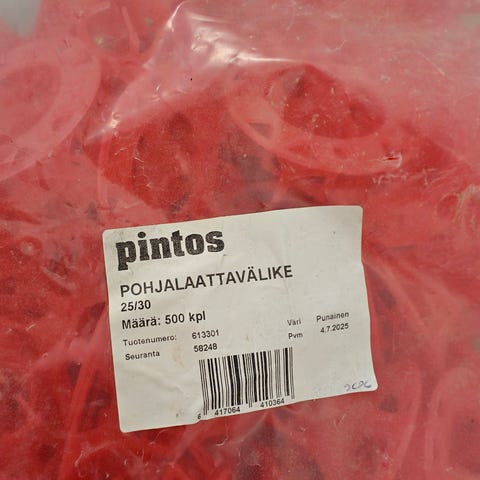 pintos
POHJALAATTAVÄLIKE
25/30
Määrä: 500 kpl
Tuotenumero: 613301 Väri Punainen
Seuranta 58248 Pvm 4.7.2025
6 417064 410364